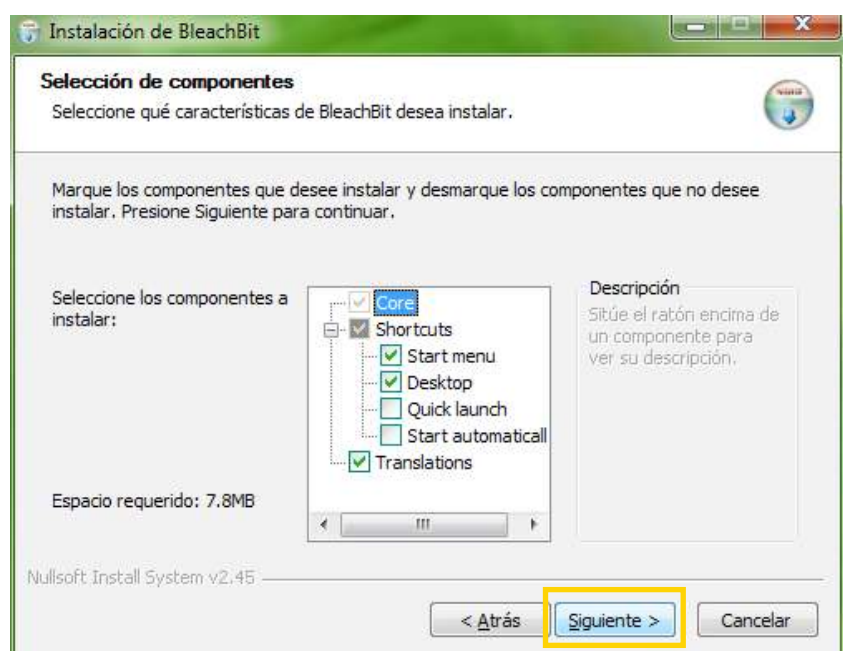 Instalación de BleachBit
Selección de componentes
Seleccione qué características de BleachBit desea instalar.
Marque los componentes que desee instalar y desmarque los componentes que no desee
instalar. Presione Siguiente para continuar.
Seleccione los componentes a
instalar:
Core
Shortcuts
Start menu
Desktop
Quick launch
Start automaticall
Translations
Descripción
Sitúe el ratón encima de
un componente para
ver su descripción.
Espacio requerido: 7.8MB
Nullsoft Install System v2.45
< Atrás
Siguiente >
Cancelar